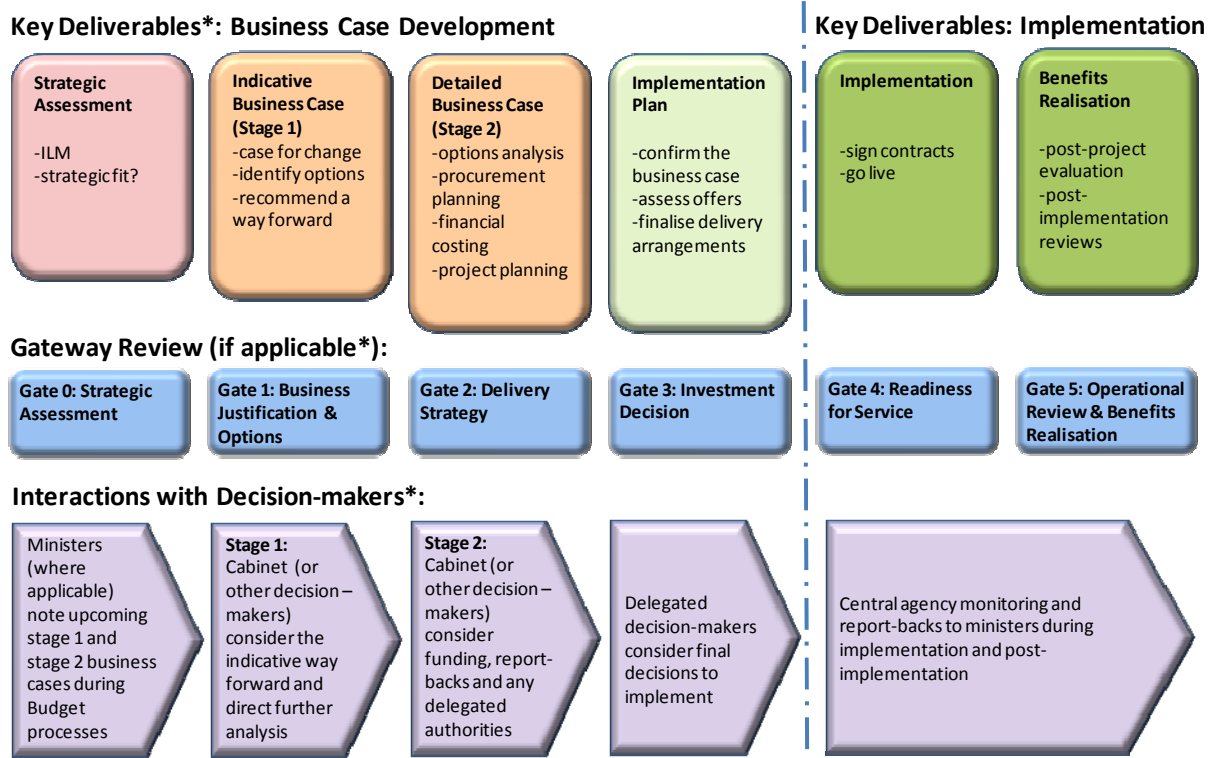 Key Deliverables*: Business Case Development
Key Deliverables: Implementation
Strategic
Assessment
-ILM
-strategic fit?
Indicative
Business Case
(Stage 1)
-case for change
-identify options
-recommend a
way forward
Detailed
Business Case
(Stage 2)
-options analysis
-procurement
planning
-financial
costing
-project planning
Implementation
Plan
-confirm the
business case
-assess offers
-finalise delivery
arrangements
Implementation
-sign contracts
-go live
Benefits
Realisation
-post-project
evaluation
-post-
implementation
reviews
Gateway Review (if applicable*):
Gate 0: Strategic
Assessment
Gate 1: Business
Justification &
Options
Gate 2: Delivery
Strategy
Gate 3: Investment
Decision
Gate 4: Readiness
for Service
Gate 5: Operational
Review & Benefits
Realisation
Interactions with Decision-makers*:
Ministers
(where
applicable)
note upcoming
stage 1 and
stage 2 business
cases during
Budget
processes
Stage 1:
Cabinet (or
other decision –
makers)
consider the
indicative way
forward and
direct further
analysis
Stage 2:
Cabinet (or
other decision –
makers)
consider
funding, report-
backs and any
delegated
authorities
Delegated
decision-makers
consider final
decisions to
implement
Central agency monitoring and
report-backs to ministers during
implementation and post-
implementation